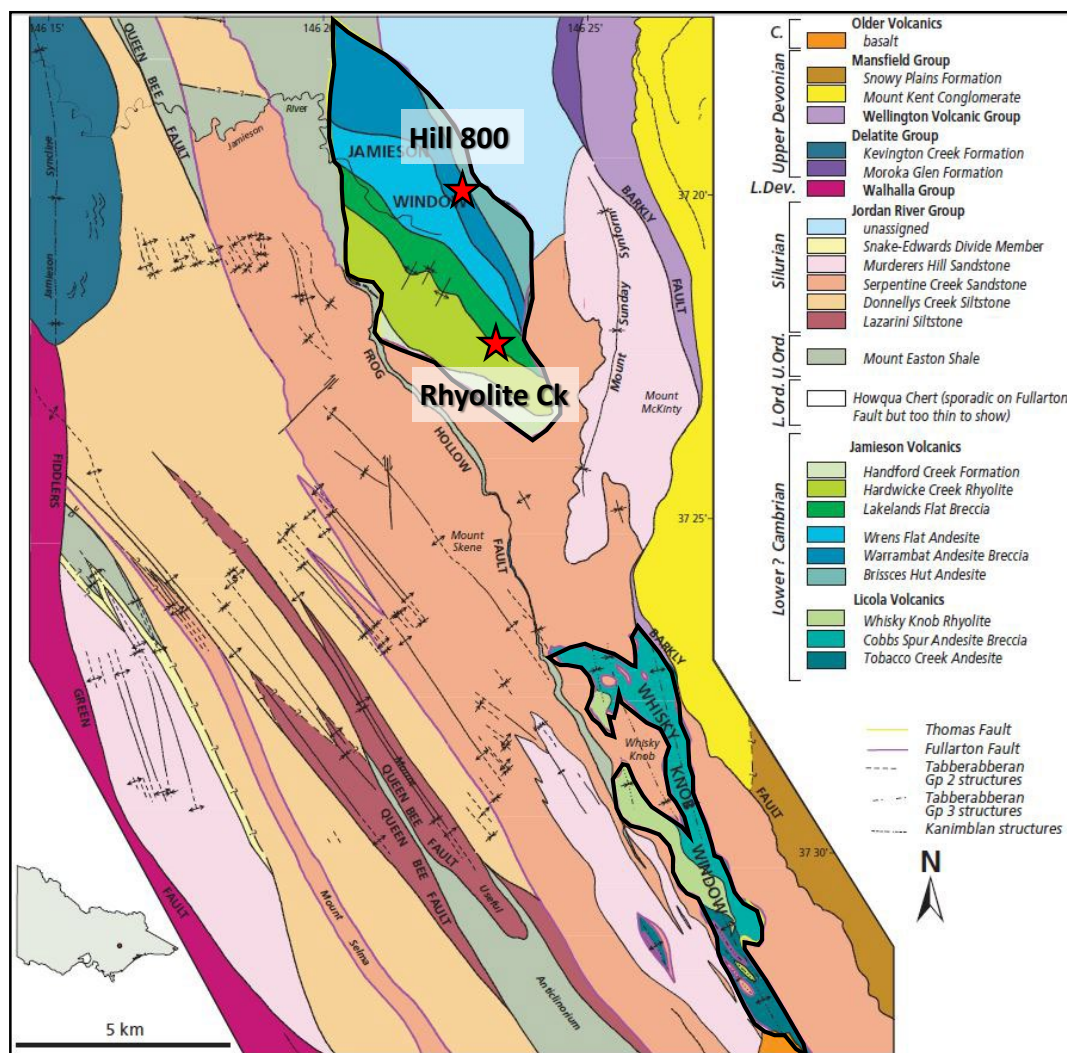 146 15'
146 20
146 25'
QUEEN BEE
FAULT
River
Jamieson
Hill 800
JAMIESON
WINDOW
37 20'
BARKLY
FAULT
Syncline
Jamieson
Mount Sunday Synform
FROG
HOLLOW
FAULT
Rhyolite Ck
Mount
McKinty
37 25'
FIDDLERS
GREEN
FAULT
Mount
Skene
BARKLY
FAULT
WHISKY
KNOB
WINDOW
Whisky
Knob
Mount
Useful
Anticlinorium
QUEEN BEE
FAULT
QUEEN BEE
FAULT
37 30'
Mount
Selma
5 km
C.
Older Volcanics
basalt
Upper Devonian
Mansfield Group
Snowy Plains Formation
Mount Kent Conglomerate
Wellington Volcanic Group
Delatite Group
Kevington Creek Formation
Moroka Glen Formation
L.Dev.
Walhalla Group
Silurian
Jordan River Group
unassigned
Snake-Edwards Divide Member
Murderers Hill Sandstone
Serpentine Creek Sandstone
Donnellys Creek Siltstone
Lazarini Siltstone
U.Ord.
Mount Easton Shale
L.Ord.
Howqua Chert (sporadic on Fullarton
Fault but too thin to show)
Lower ? Cambrian
Jamieson Volcanics
Handford Creek Formation
Hardwicke Creek Rhyolite
Lakelands Flat Breccia
Wrens Flat Andesite
Warrambat Andesite Breccia
Brissces Hut Andesite
Licola Volcanics
Whisky Knob Rhyolite
Cobbs Spur Andesite Breccia
Tobacco Creek Andesite
Thomas Fault
Fullarton Fault
Tabberabberan
Gp 2 structures
Tabberabberan
Gp 3 structures
Kanimblan structures
N